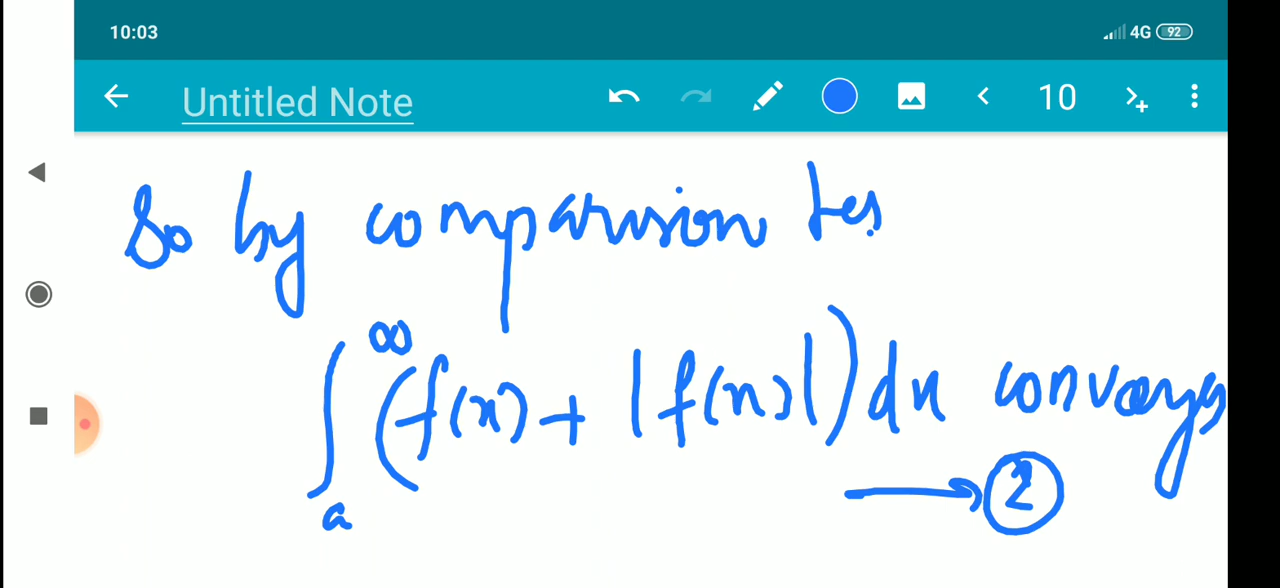 10:03
4G 92
Untitled Note
10
So by comparision tes
∫ₐ^∞ (f(x) + |f(x)|) dx converges
→ ②